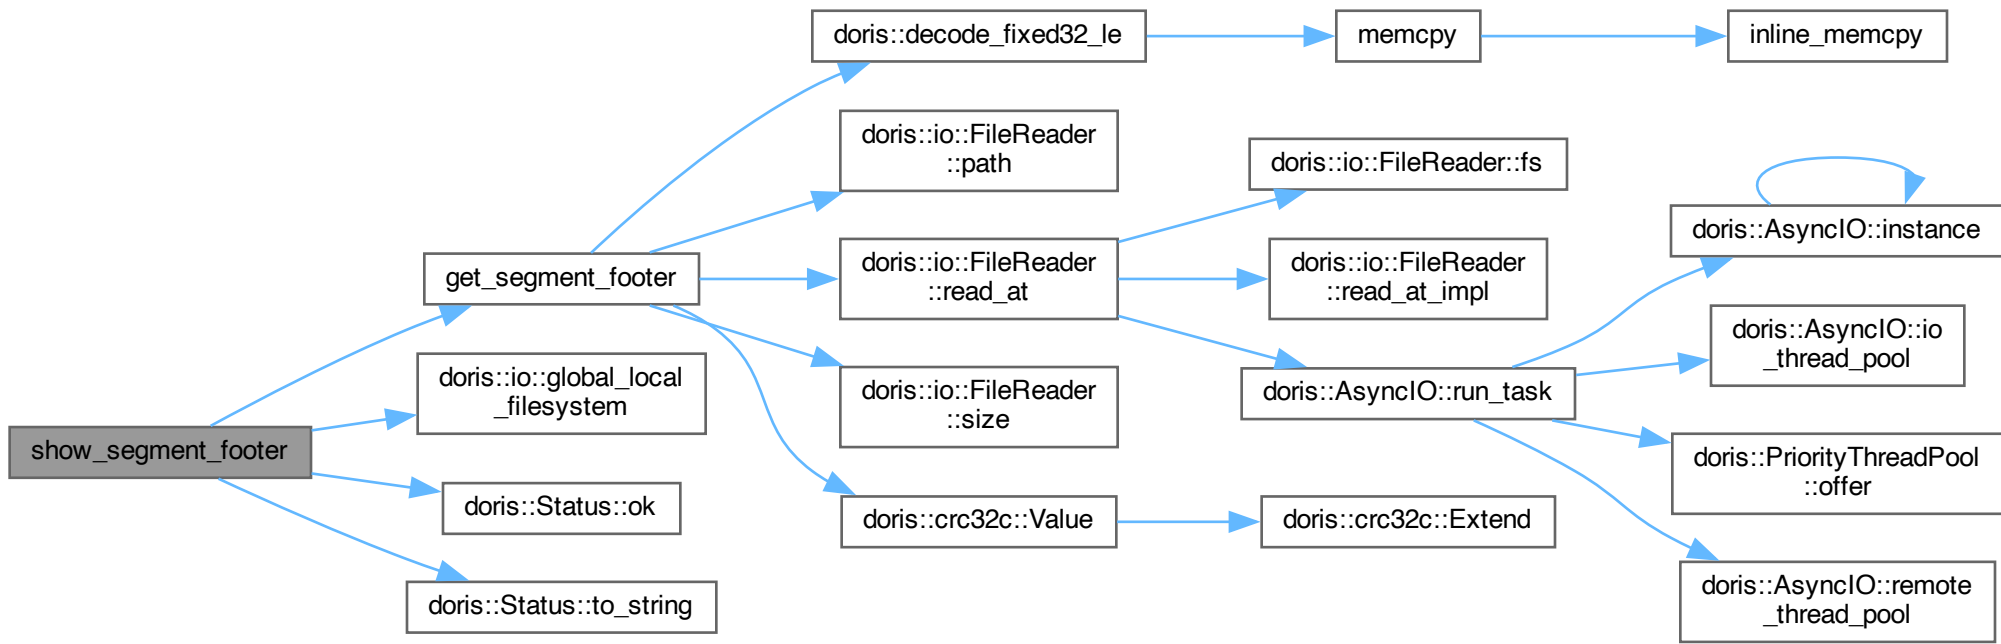 show_segment_footer
get_segment_footer
doris::io::global_local
_filesystem
doris::Status::ok
doris::Status::to_string
doris::decode_fixed32_le
doris::io::FileReader
::path
doris::io::FileReader
::read_at
doris::io::FileReader
::size
doris::crc32c::Value
memcpy
doris::io::FileReader::fs
doris::io::FileReader
::read_at_impl
doris::AsyncIO::run_task
doris::crc32c::Extend
inline_memcpy
doris::AsyncIO::instance
doris::AsyncIO::io
_thread_pool
doris::PriorityThreadPool
::offer
doris::AsyncIO::remote
_thread_pool